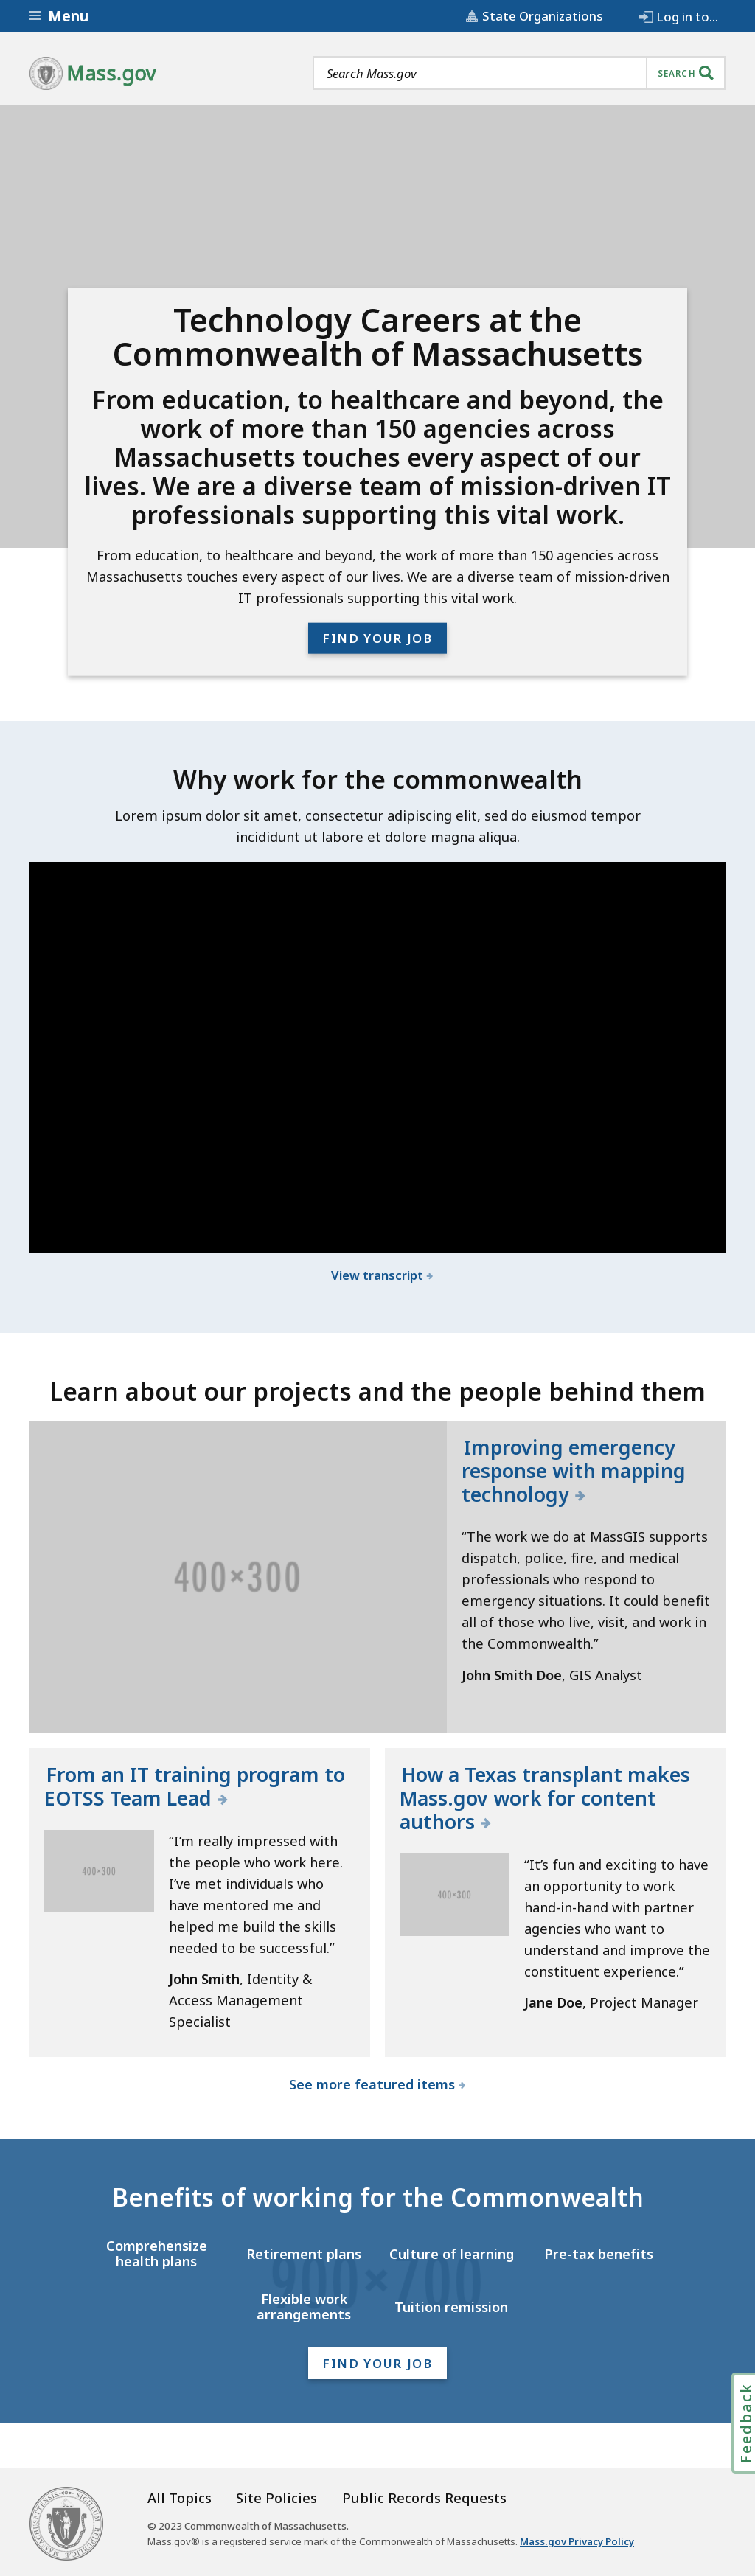 Menu
State Organizations
Log in to...
Mass.gov
Search Mass.gov
SEARCH
Technology Careers at the
Commonwealth of Massachusetts
From education, to healthcare and beyond, the
work of more than 150 agencies across
Massachusetts touches every aspect of our
lives. We are a diverse team of mission-driven IT
professionals supporting this vital work.
From education, to healthcare and beyond, the work of more than 150 agencies across
Massachusetts touches every aspect of our lives. We are a diverse team of mission-driven
IT professionals supporting this vital work.
FIND YOUR JOB
Why work for the commonwealth
Lorem ipsum dolor sit amet, consectetur adipiscing elit, sed do eiusmod tempor
incididunt ut labore et dolore magna aliqua.
View transcript
Learn about our projects and the people behind them
400×300
Improving emergency
response with mapping
technology
“The work we do at MassGIS supports
dispatch, police, fire, and medical
professionals who respond to
emergency situations. It could benefit
all of those who live, visit, and work in
the Commonwealth.”
John Smith Doe, GIS Analyst
From an IT training program to
EOTSS Team Lead
400×300
“I’m really impressed with
the people who work here.
I’ve met individuals who
have mentored me and
helped me build the skills
needed to be successful.”
John Smith, Identity &
Access Management
Specialist
How a Texas transplant makes
Mass.gov work for content
authors
400×300
“It’s fun and exciting to have
an opportunity to work
hand-in-hand with partner
agencies who want to
understand and improve the
constituent experience.”
Jane Doe, Project Manager
See more featured items
Benefits of working for the Commonwealth
Comprehensize
health plans
Retirement plans
Culture of learning
Pre-tax benefits
900×700
Flexible work
arrangements
Tuition remission
FIND YOUR JOB
Feedback
All Topics
Site Policies
Public Records Requests
© 2023 Commonwealth of Massachusetts.
Mass.gov® is a registered service mark of the Commonwealth of Massachusetts. Mass.gov Privacy Policy